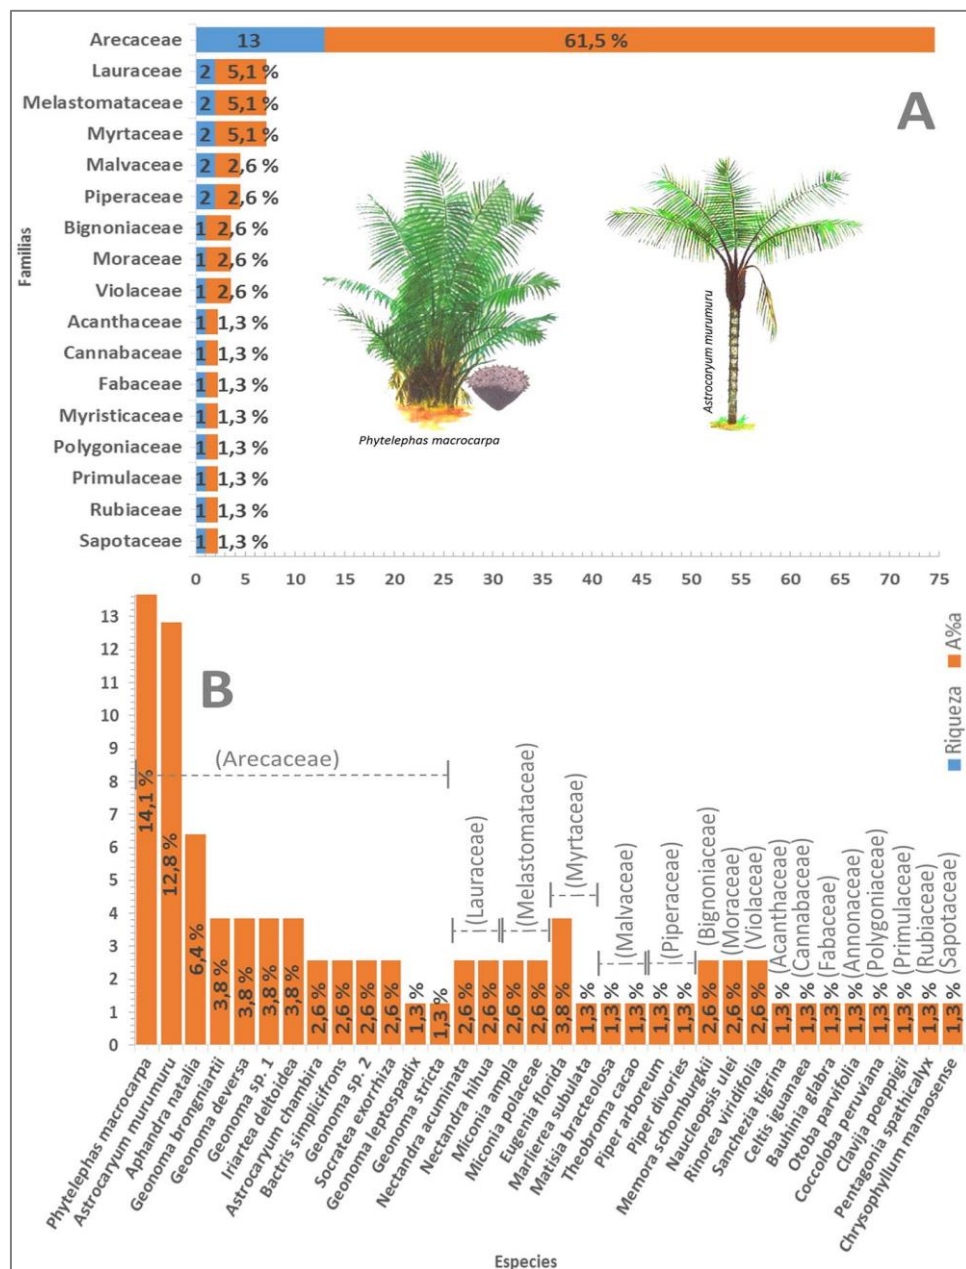 Arecaceae 13 61,5 %
Lauraceae 2 5,1 %
Melastomataceae 2 5,1 %
Myrtaceae 2 5,1 %
Malvaceae 2 2,6 %
Piperaceae 2 2,6 %
Bignoniaceae 1 2,6 %
Moraceae 1 2,6 %
Violaceae 1 2,6 %
Acanthaceae 1 1,3 %
Cannabaceae 1 1,3 %
Fabaceae 1 1,3 %
Myristicaceae 1 1,3 %
Polygoniaceae 1 1,3 %
Primulaceae 1 1,3 %
Rubiaceae 1 1,3 %
Sapotaceae 1 1,3 %
Familias
A
Phytelephas macrocarpa
Astrocaryum murumuru
0 5 10 15 20 25 30 35 40 45 50 55 60 65 70 75
B
13
12
11
10
9
8
7
6
5
4
3
2
1
0
(Arecaceae)
(Lauraceae)
(Melastomataceae)
(Myrtaceae)
(Malvaceae)
(Piperaceae)
(Bignoniaceae)
(Moraceae)
(Violaceae)
(Acanthaceae)
(Cannabaceae)
(Fabaceae)
(Annonaceae)
(Polygoniaceae)
(Primulaceae)
(Rubiaceae)
(Sapotaceae)
14,1 %
12,8 %
6,4 %
3,8 %
3,8 %
3,8 %
3,8 %
2,6 %
2,6 %
2,6 %
2,6 %
1,3 %
1,3 %
2,6 %
2,6 %
2,6 %
2,6 %
3,8 %
1,3 %
1,3 %
1,3 %
1,3 %
1,3 %
2,6 %
2,6 %
2,6 %
1,3 %
1,3 %
1,3 %
1,3 %
1,3 %
1,3 %
1,3 %
1,3 %
Phytelephas macrocarpa
Astrocaryum murumuru
Aphandra natalia
Geonoma brongniartii
Geonoma deversa
Geonoma sp. 1
Iriartea deltoidea
Astrocaryum chambira
Bactris simplicifrons
Geonoma sp. 2
Socratea exorrhiza
Genoma leptospadix
Geonoma stricta
Nectandra acuminata
Nectandra hihua
Miconia ampla
Miconia polaceae
Eugenia florida
Marlierea subulata
Matisia bracteolosa
Theobroma cacao
Piper arboreum
Piper divories
Memora schomburgkii
Naucleopsis ulei
Rinorea viridifolia
Sanchezia tigrina
Celtis iguanaea
Bauhinia glabra
Otoba parvifolia
Coccoloba peruviana
Clavija poeppigii
Pentagonia spathicalyx
Chrysophyllum manaosense
Especies
Riqueza
A%a